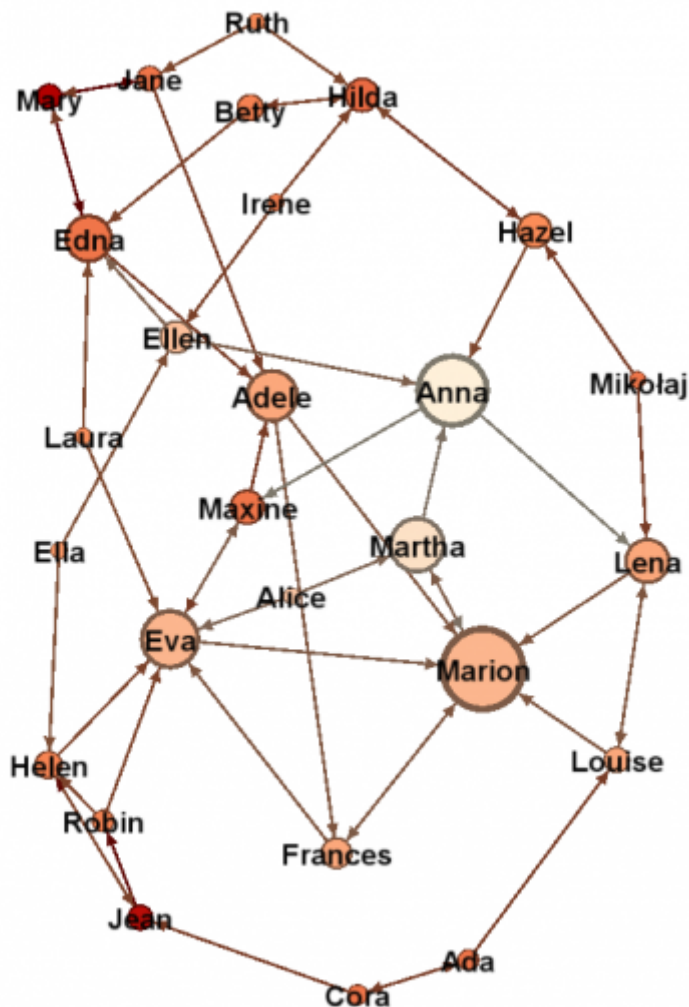 Ruth
Jane
Mary
Betty
Hilda
Irene
Edna
Hazel
Ellen
Mikołaj
Adele
Anna
Laura
Maxine
Martha
Ella
Lena
Alice
Eva
Marion
Helen
Louise
Robin
Frances
Jean
Ada
Cora